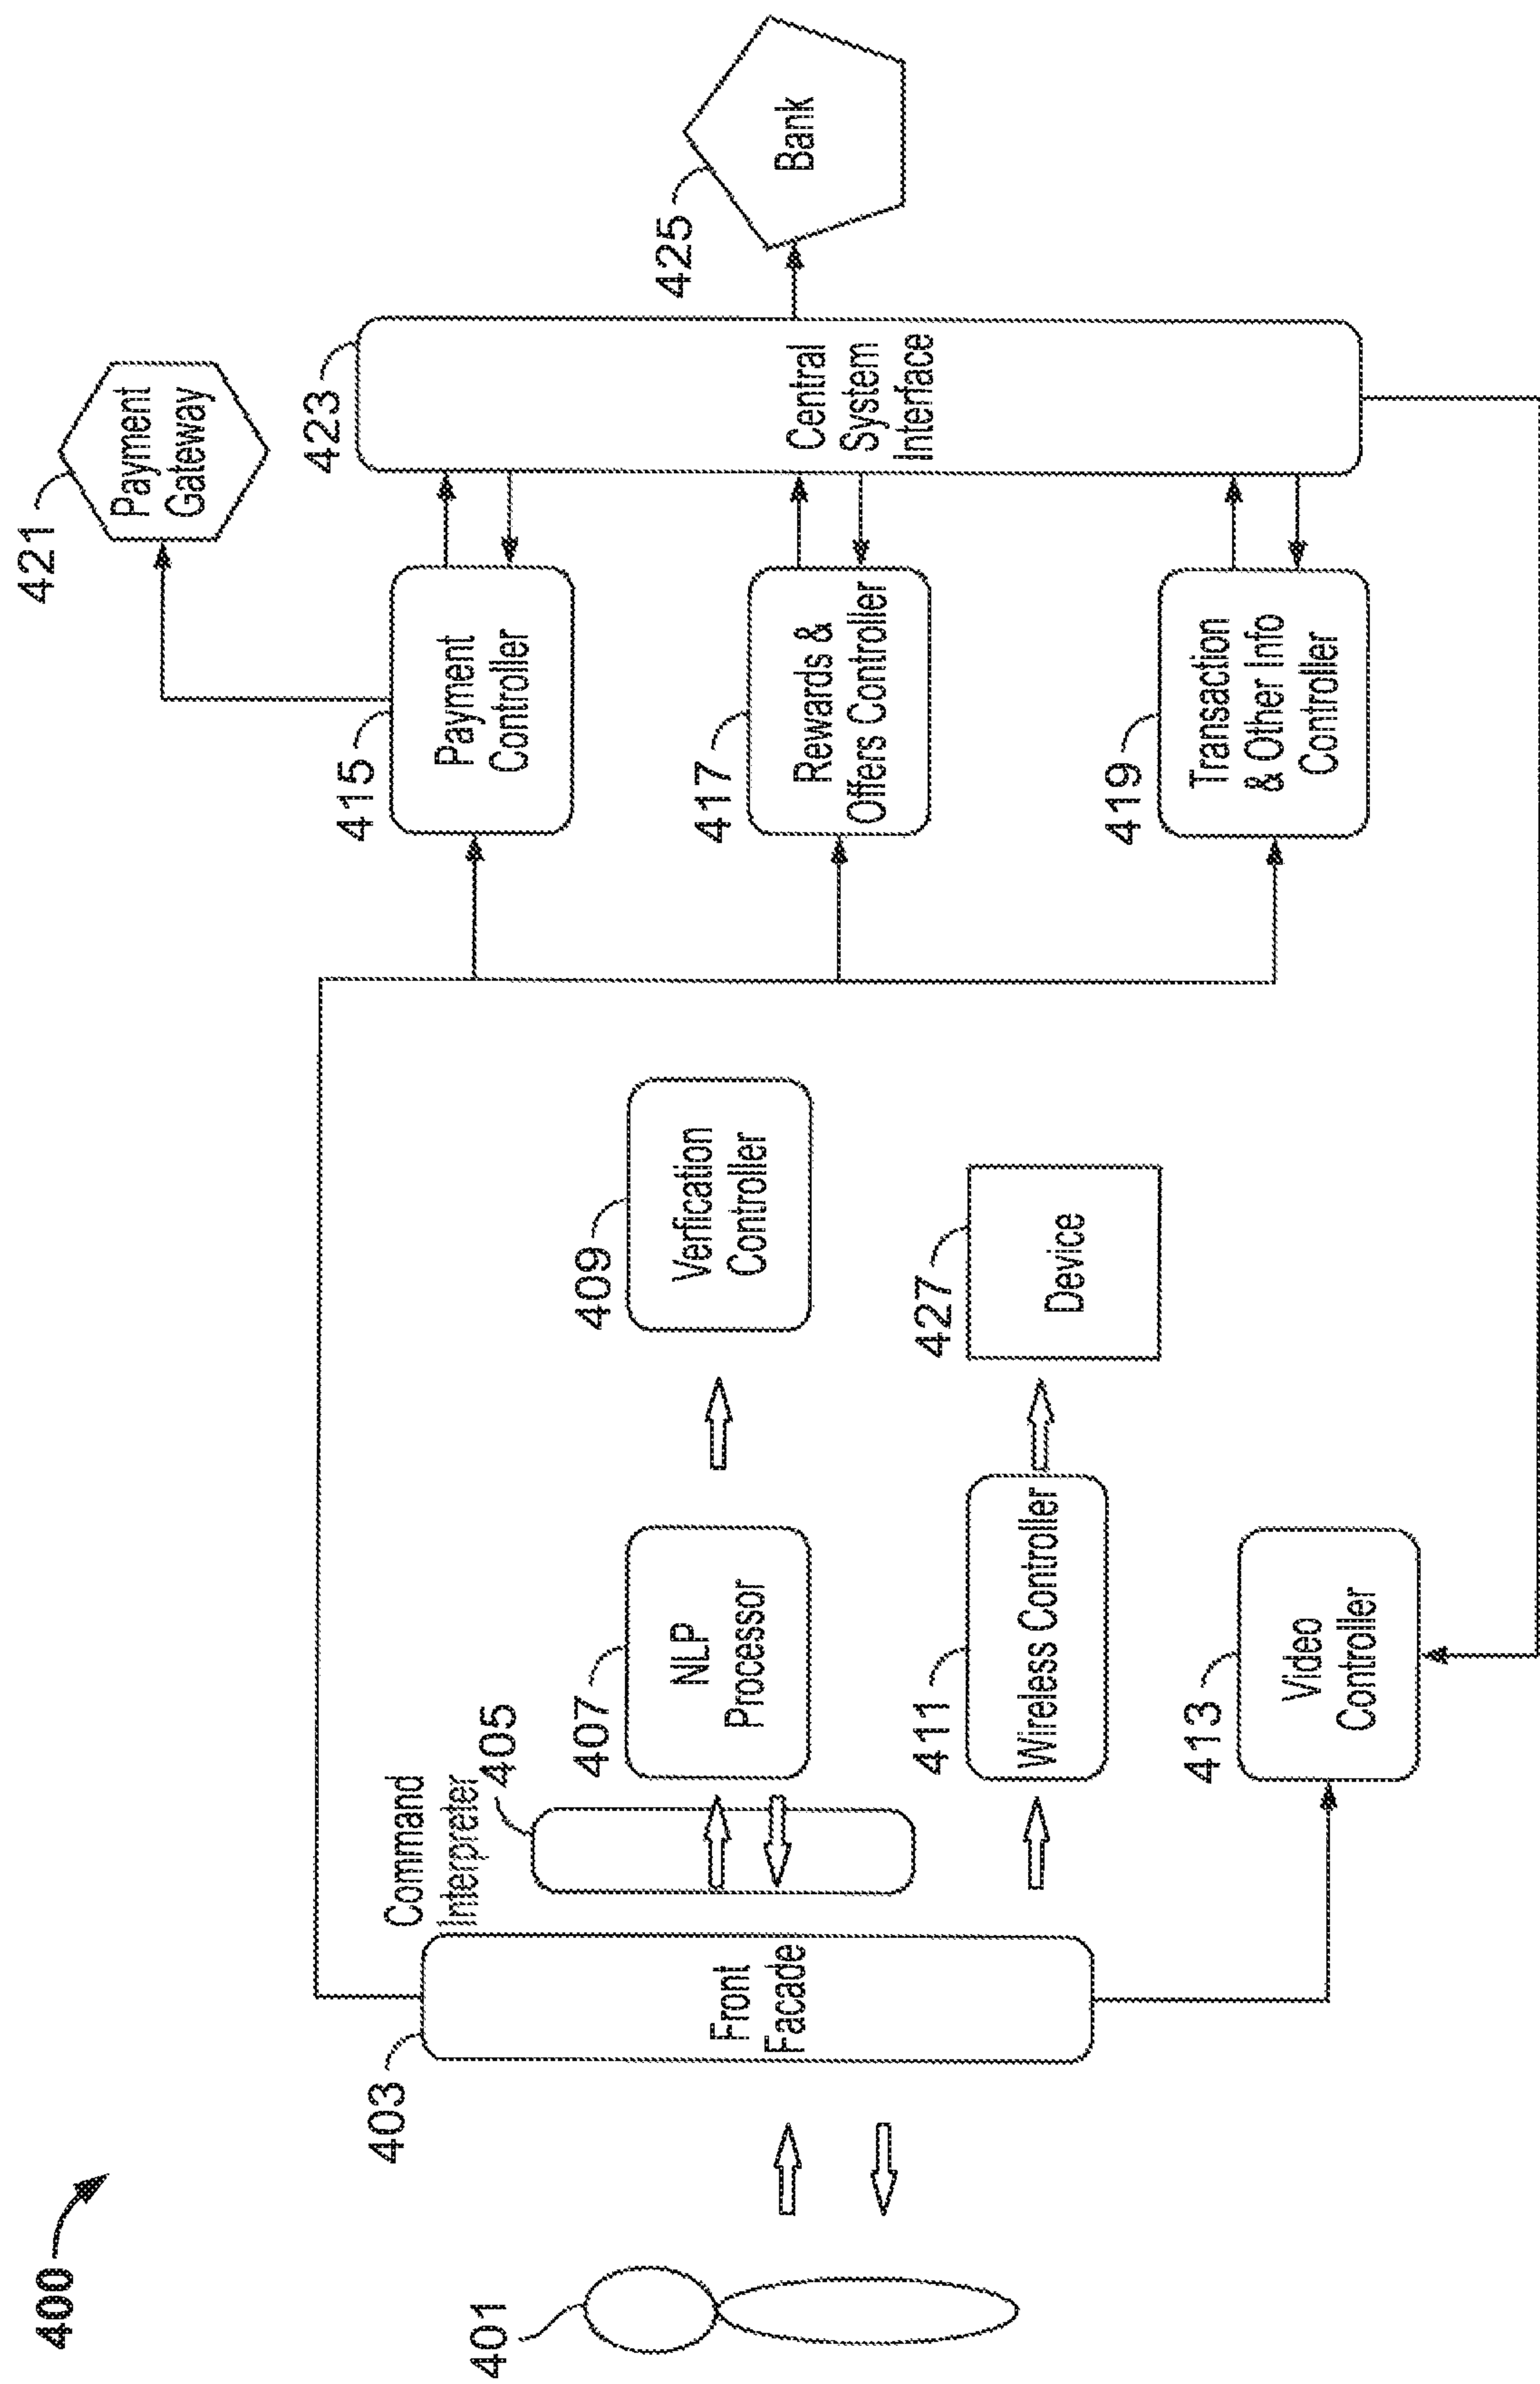 400
401
403
Front
Facade
Command
Interpreter
405
407
NLP
Processor
409
Verfication
Controller
411
Wireless Controller
427
Device
413
Video
Controller
415
Payment
Controller
417
Rewards &
Offers Controller
419
Transaction
& Other Info
Controller
421
Payment
Gateway
423
Central
System
Interface
425
Bank